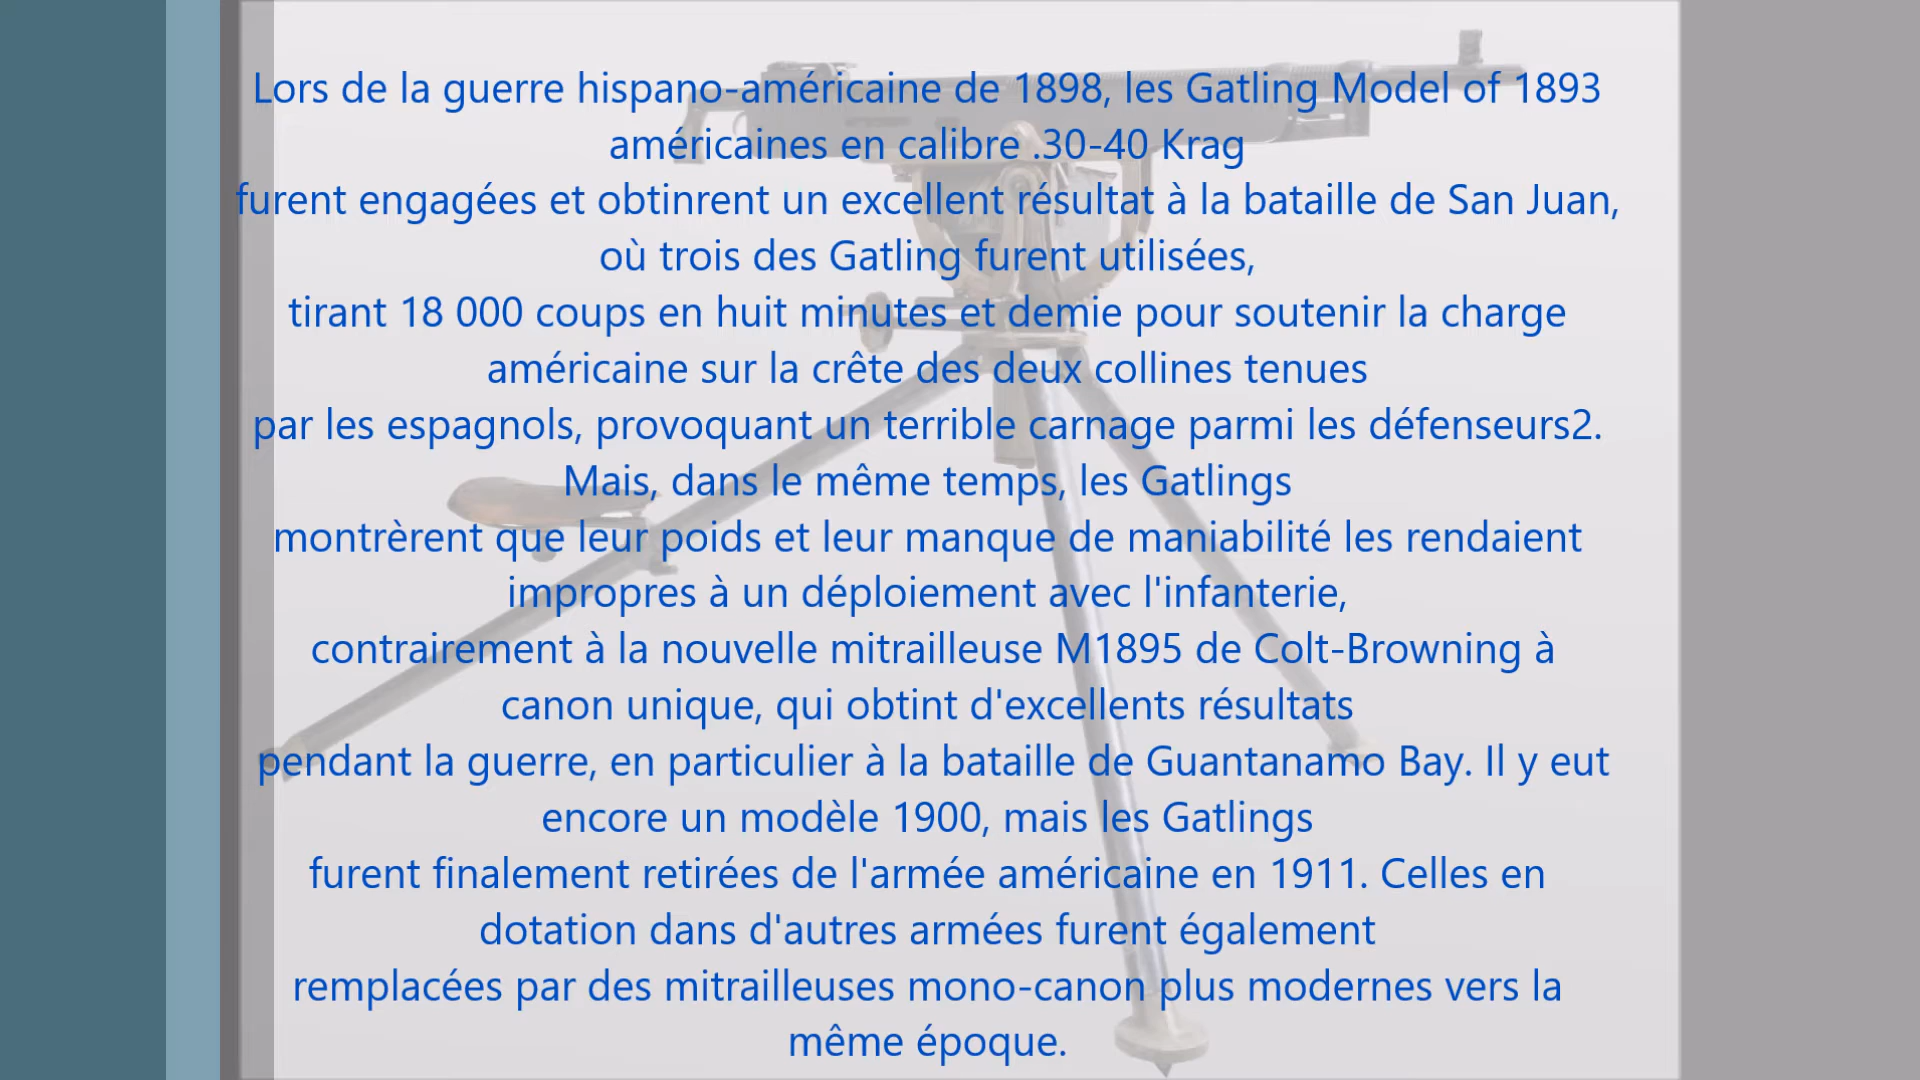 Lors de la guerre hispano-américaine de 1898, les Gatling Model of 1893
américaines en calibre .30-40 Krag
furent engagées et obtinrent un excellent résultat à la bataille de San Juan,
où trois des Gatling furent utilisées,
tirant 18 000 coups en huit minutes et demie pour soutenir la charge
américaine sur la crête des deux collines tenues
par les espagnols, provoquant un terrible carnage parmi les défenseurs2.
Mais, dans le même temps, les Gatlings
montrèrent que leur poids et leur manque de maniabilité les rendaient
impropres à un déploiement avec l'infanterie,
contrairement à la nouvelle mitrailleuse M1895 de Colt-Browning à
canon unique, qui obtint d'excellents résultats
pendant la guerre, en particulier à la bataille de Guantanamo Bay. Il y eut
encore un modèle 1900, mais les Gatlings
furent finalement retirées de l'armée américaine en 1911. Celles en
dotation dans d'autres armées furent également
remplacées par des mitrailleuses mono-canon plus modernes vers la
même époque.